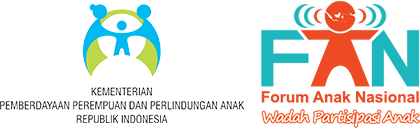 KEMENTERIAN
PEMBERDAYAAN PEREMPUAN DAN PERLINDUNGAN ANAK
REPUBLIK INDONESIA
FAN
Forum Anak Nasional
Wadah Partisipasi Anak